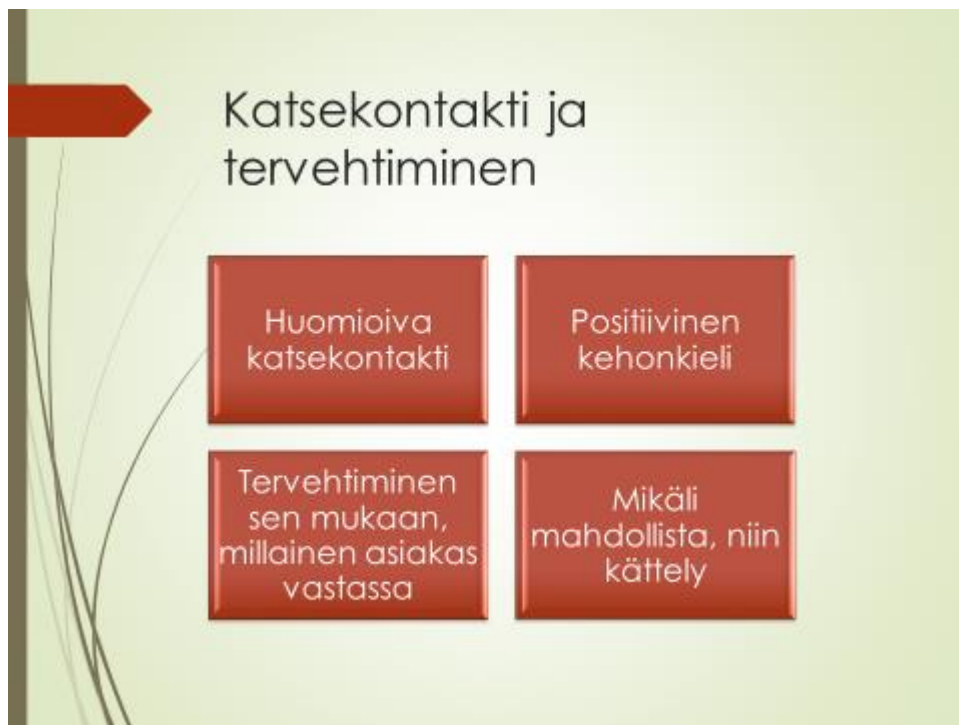 Katsekontakti ja
tervehtiminen
Huomioiva
katsekontakti
Positiivinen
kehonkieli
Tervehtiminen
sen mukaan,
millainen asiakas
vastassa
Mikäli
mahdollista, niin
kättely